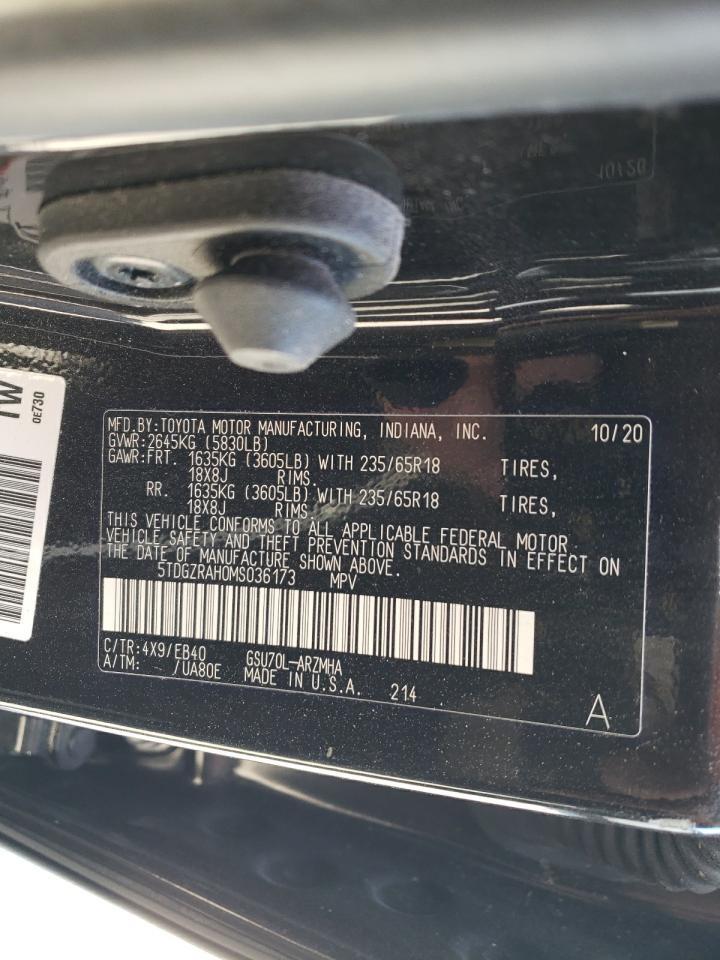 MFD.BY:TOYOTA MOTOR MANUFACTURING, INDIANA, INC. 10/20
GVWR:2645KG (5830LB)
GAWR:FRT. 1635KG (3605LB) WITH 235/65R18 TIRES,
18X8J RIMS.
RR. 1635KG (3605LB) WITH 235/65R18 TIRES,
18X8J RIMS.
THIS VEHICLE CONFORMS TO ALL APPLICABLE FEDERAL MOTOR
VEHICLE SAFETY AND THEFT PREVENTION STANDARDS IN EFFECT ON
THE DATE OF MANUFACTURE SHOWN ABOVE.
5TDGZRAH0MS036173 MPV
C/TR:4X9/EB40 GSU70L-ARZMHA
A/TM: -/UA80E MADE IN U.S.A. 214
A
0E730